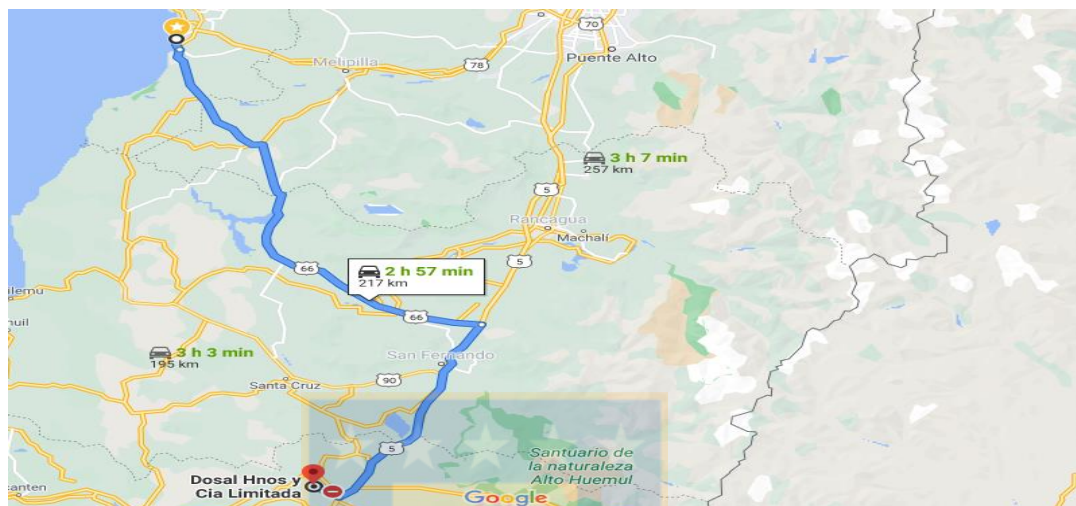 70
Puente Alto
78
Melipilla
3 h 7 min
257 km
5
Rancagua
Machalí
5
66
2 h 57 min
217 km
66
3 h 3 min
195 km
San Fernando
90
Santa Cruz
5
Dosal Hnos y
Cia Limitada
Santuario de
la naturaleza
Alto Huemul
Google